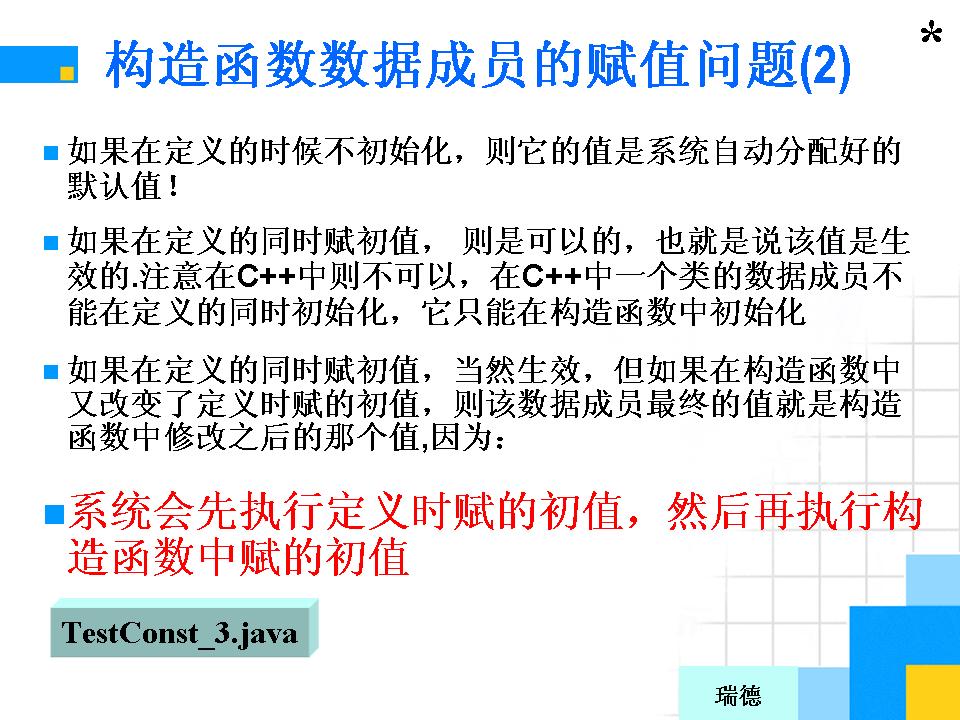 *
构造函数数据成员的赋值问题(2)
如果在定义的时候不初始化，则它的值是系统自动分配好的
默认值！
如果在定义的同时赋初值， 则是可以的，也就是说该值是生
效的.注意在C++中则不可以，在C++中一个类的数据成员不
能在定义的同时初始化，它只能在构造函数中初始化
如果在定义的同时赋初值，当然生效，但如果在构造函数中
又改变了定义时赋的初值，则该数据成员最终的值就是构造
函数中修改之后的那个值,因为：
系统会先执行定义时赋的初值，然后再执行构
造函数中赋的初值
TestConst_3.java
瑞德